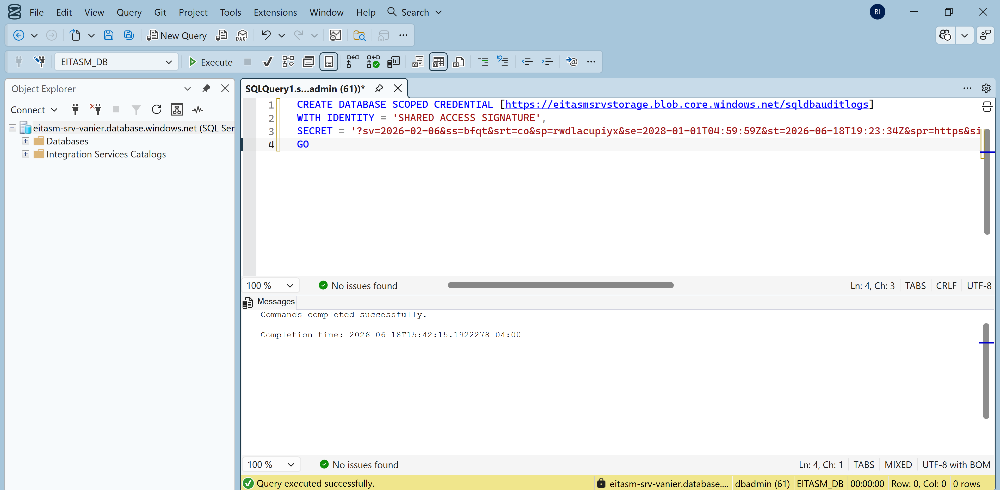 File Edit View Query Git Project Tools Extensions Window Help Search BI
New Query DAX
EITASM_DB Execute
Object Explorer
Connect
eitasm-srv-vanier.database.windows.net (SQL Ser
Databases
Integration Services Catalogs
SQLQuery1.s...admin (61))*
1 CREATE DATABASE SCOPED CREDENTIAL [https://eitasmsrvstorage.blob.core.windows.net/sqldbauditlogs]
2 WITH IDENTITY = 'SHARED ACCESS SIGNATURE',
3 SECRET = '?sv=2026-02-06&ss=bfqt&srt=co&sp=rwdlacupiyx&se=2028-01-01T04:59:59Z&st=2026-06-18T19:23:34Z&spr=https&si
4 GO
100 % No issues found Ln: 4, Ch: 3 TABS CRLF UTF-8
Messages
Commands completed successfully.
Completion time: 2026-06-18T15:42:15.1922278-04:00
100 % No issues found Ln: 4, Ch: 1 TABS MIXED UTF-8 with BOM
Query executed successfully. eitasm-srv-vanier.database.... dbadmin (61) EITASM_DB 00:00:00 Row: 0, Col: 0 0 rows